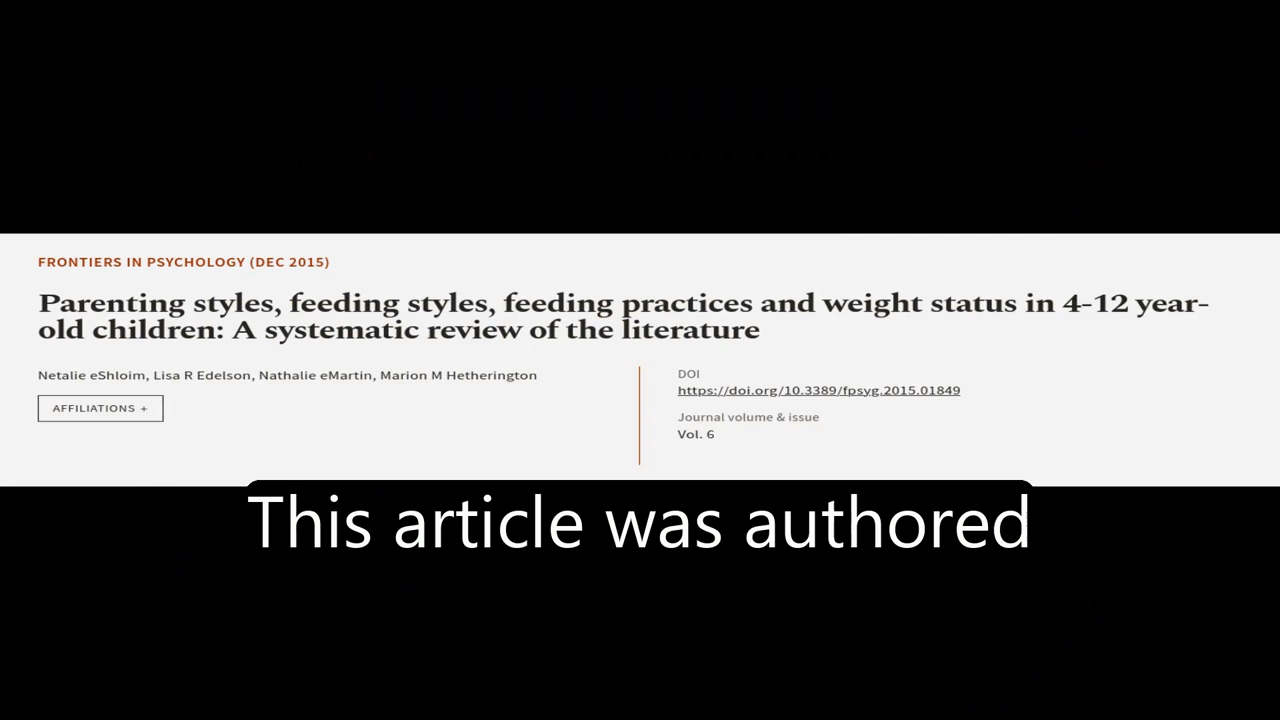 FRONTIERS IN PSYCHOLOGY (DEC 2015)
Parenting styles, feeding styles, feeding practices and weight status in 4-12 year-
old children: A systematic review of the literature
Netalie eShloim, Lisa R Edelson, Nathalie eMartin, Marion M Hetherington
AFFILIATIONS +
DOI
https://doi.org/10.3389/fpsyg.2015.01849
Journal volume & issue
Vol. 6
This article was authored